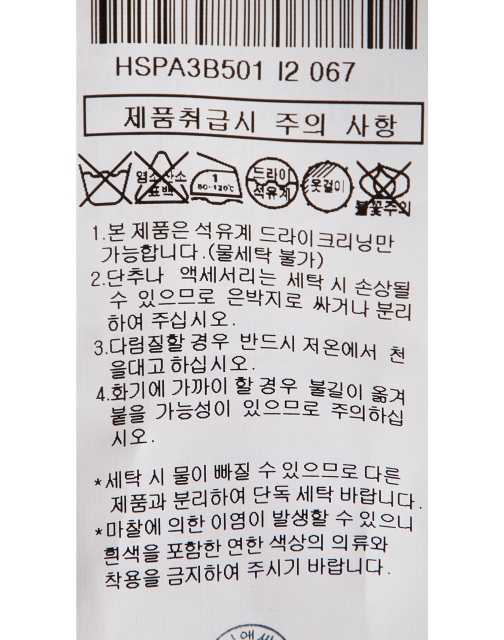 HSPA3B501 I2 067
제품취급시 주의 사항
염소산소 1 드라이 옷걸이
표백 80~120℃ 석유계 불꽃주의
1.본 제품은 석유계 드라이크리닝만
가능합니다.(물세탁 불가)
2.단추나 액세서리는 세탁 시 손상될
수 있으므로 은박지로 싸거나 분리
하여 주십시오.
3.다림질할 경우 반드시 저온에서 천
을대고 하십시오.
4.화기에 가까이 할 경우 불길이 옮겨
붙을 가능성이 있으므로 주의하십
시오.
*세탁 시 물이 빠질 수 있으므로 다른
제품과 분리하여 단독 세탁 바랍니다.
*마찰에 의한 이염이 발생할 수 있으니
흰색을 포함한 연한 색상의 의류와
착용을 금지하여 주시기 바랍니다.